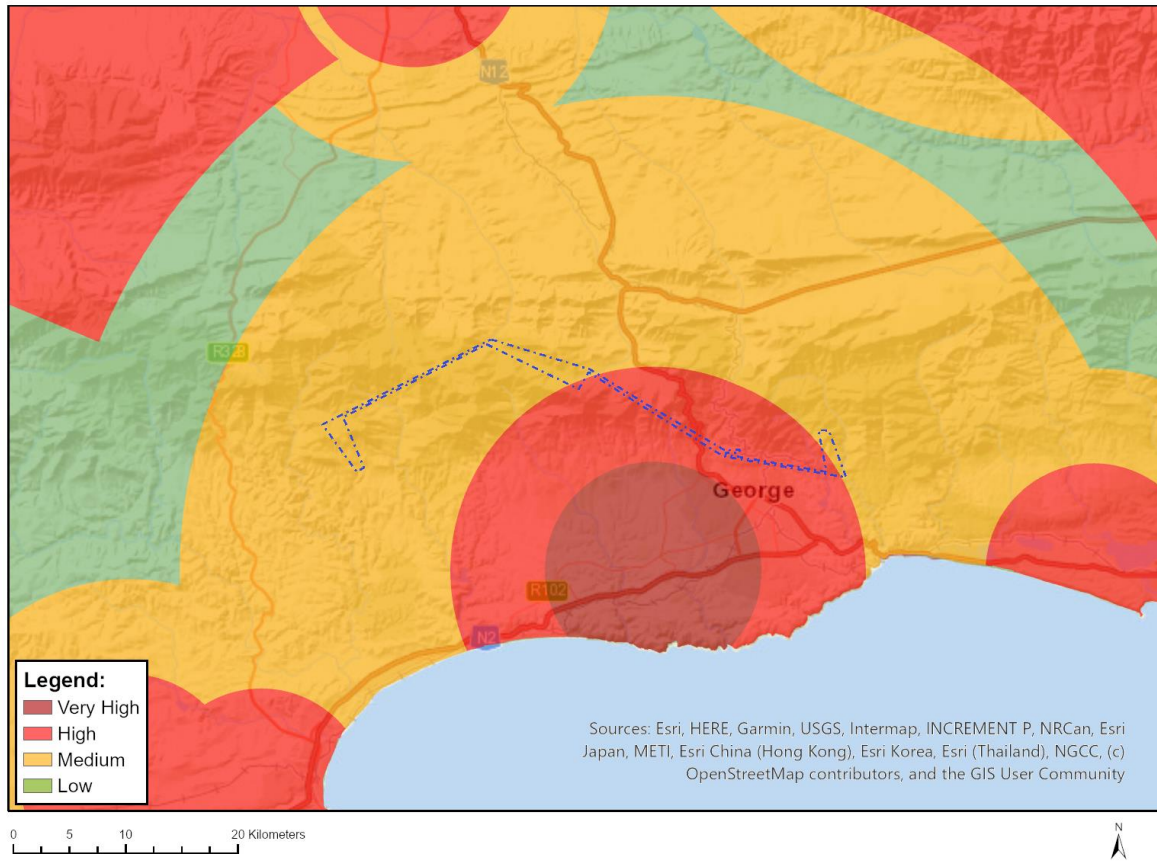 N12
R328
George
R102
N2
Legend:
Very High
High
Medium
Low
Sources: Esri, HERE, Garmin, USGS, Intermap, INCREMENT P, NRCan, Esri
Japan, METI, Esri China (Hong Kong), Esri Korea, Esri (Thailand), NGCC, (c)
OpenStreetMap contributors, and the GIS User Community
0 5 10 20 Kilometers
N